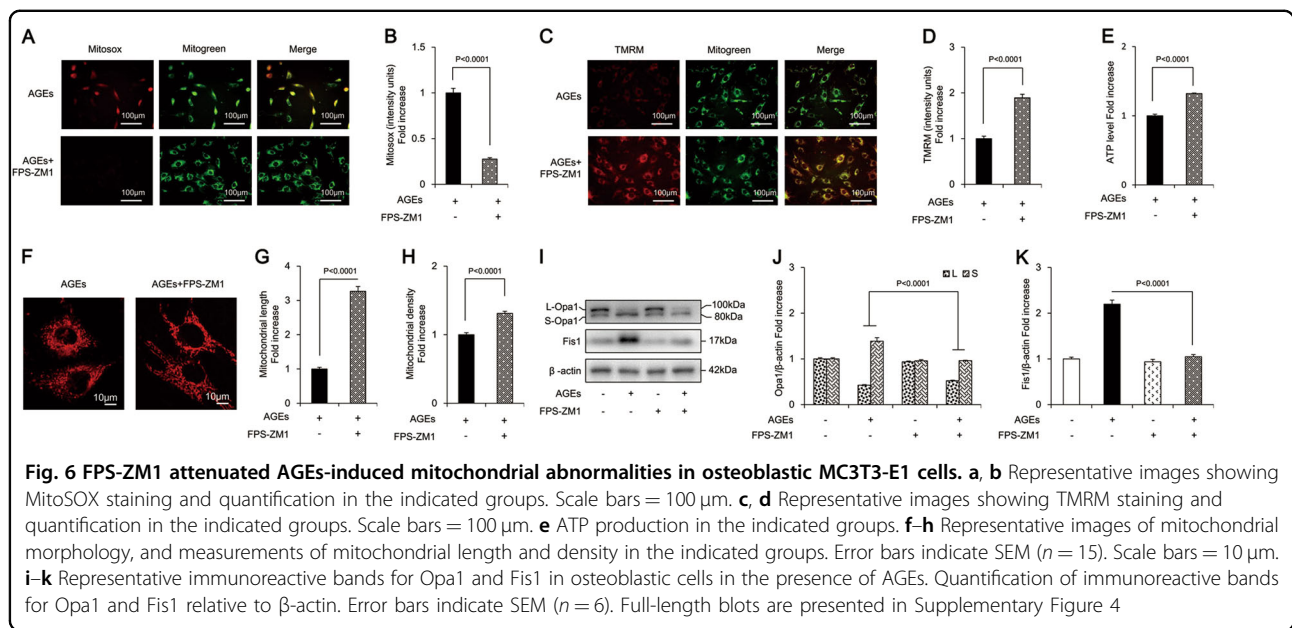 A
Mitosox Mitogreen Merge
AGEs
100μm 100μm 100μm
AGEs+
FPS-ZM1
100μm 100μm 100μm
B
Mitosox (intensity units)
Fold increase
P<0.0001
1.5
1
0.5
0
AGEs + +
FPS-ZM1 - +
C
TMRM Mitogreen Merge
AGEs
100μm 100μm 100μm
AGEs+
FPS-ZM1
100μm 100μm 100μm
D
TMRM (intensity units)
Fold increase
P<0.0001
3
2
1
0
AGEs + +
FPS-ZM1 - +
E
ATP level Fold increase
P<0.0001
2
1
0
AGEs + +
FPS-ZM1 - +
F
AGEs AGEs+FPS-ZM1
10μm 10μm
G
Mitochondrial length
Fold increase
P<0.0001
4
3
2
1
0
AGEs + +
FPS-ZM1 - +
H
Mitochondrial density
Fold increase
P<0.0001
2
1
0
AGEs + +
FPS-ZM1 - +
I
L-Opa1 100kDa
S-Opa1 80kDa
Fis1 17kDa
β-actin 42kDa
AGEs - + - +
FPS-ZM1 - - + +
J
Opa1/β-actin Fold increase
L S
P<0.0001
3
2
1
0
AGEs - + - +
FPS-ZM1 - - + +
K
Fis1/β-actin Fold increase
P<0.0001
3
2
1
0
AGEs - + - +
FPS-ZM1 - - + +
Fig. 6 FPS-ZM1 attenuated AGEs-induced mitochondrial abnormalities in osteoblastic MC3T3-E1 cells. a, b Representative images showing
MitoSOX staining and quantification in the indicated groups. Scale bars = 100 μm. c, d Representative images showing TMRM staining and
quantification in the indicated groups. Scale bars = 100 μm. e ATP production in the indicated groups. f–h Representative images of mitochondrial
morphology, and measurements of mitochondrial length and density in the indicated groups. Error bars indicate SEM (n = 15). Scale bars = 10 μm.
i–k Representative immunoreactive bands for Opa1 and Fis1 in osteoblastic cells in the presence of AGEs. Quantification of immunoreactive bands
for Opa1 and Fis1 relative to β-actin. Error bars indicate SEM (n = 6). Full-length blots are presented in Supplementary Figure 4